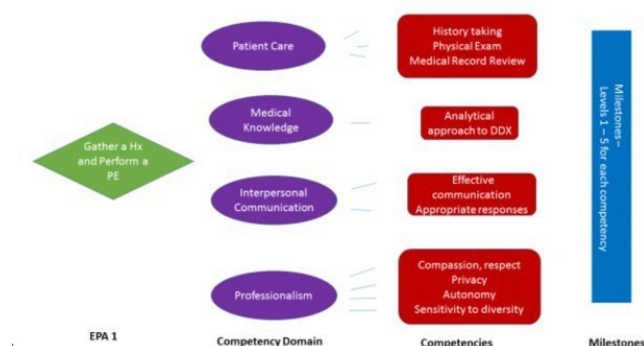 Gather a Hx
and Perform a
PE
EPA 1
Patient Care
Medical
Knowledge
Interpersonal
Communication
Professionalism
Competency Domain
History taking
Physical Exam
Medical Record Review
Analytical
approach to DDX
Effective
communication
Appropriate responses
Compassion, respect
Privacy
Autonomy
Sensitivity to diversity
Competencies
Milestones –
Levels 1 – 5 for each competency
Milestones